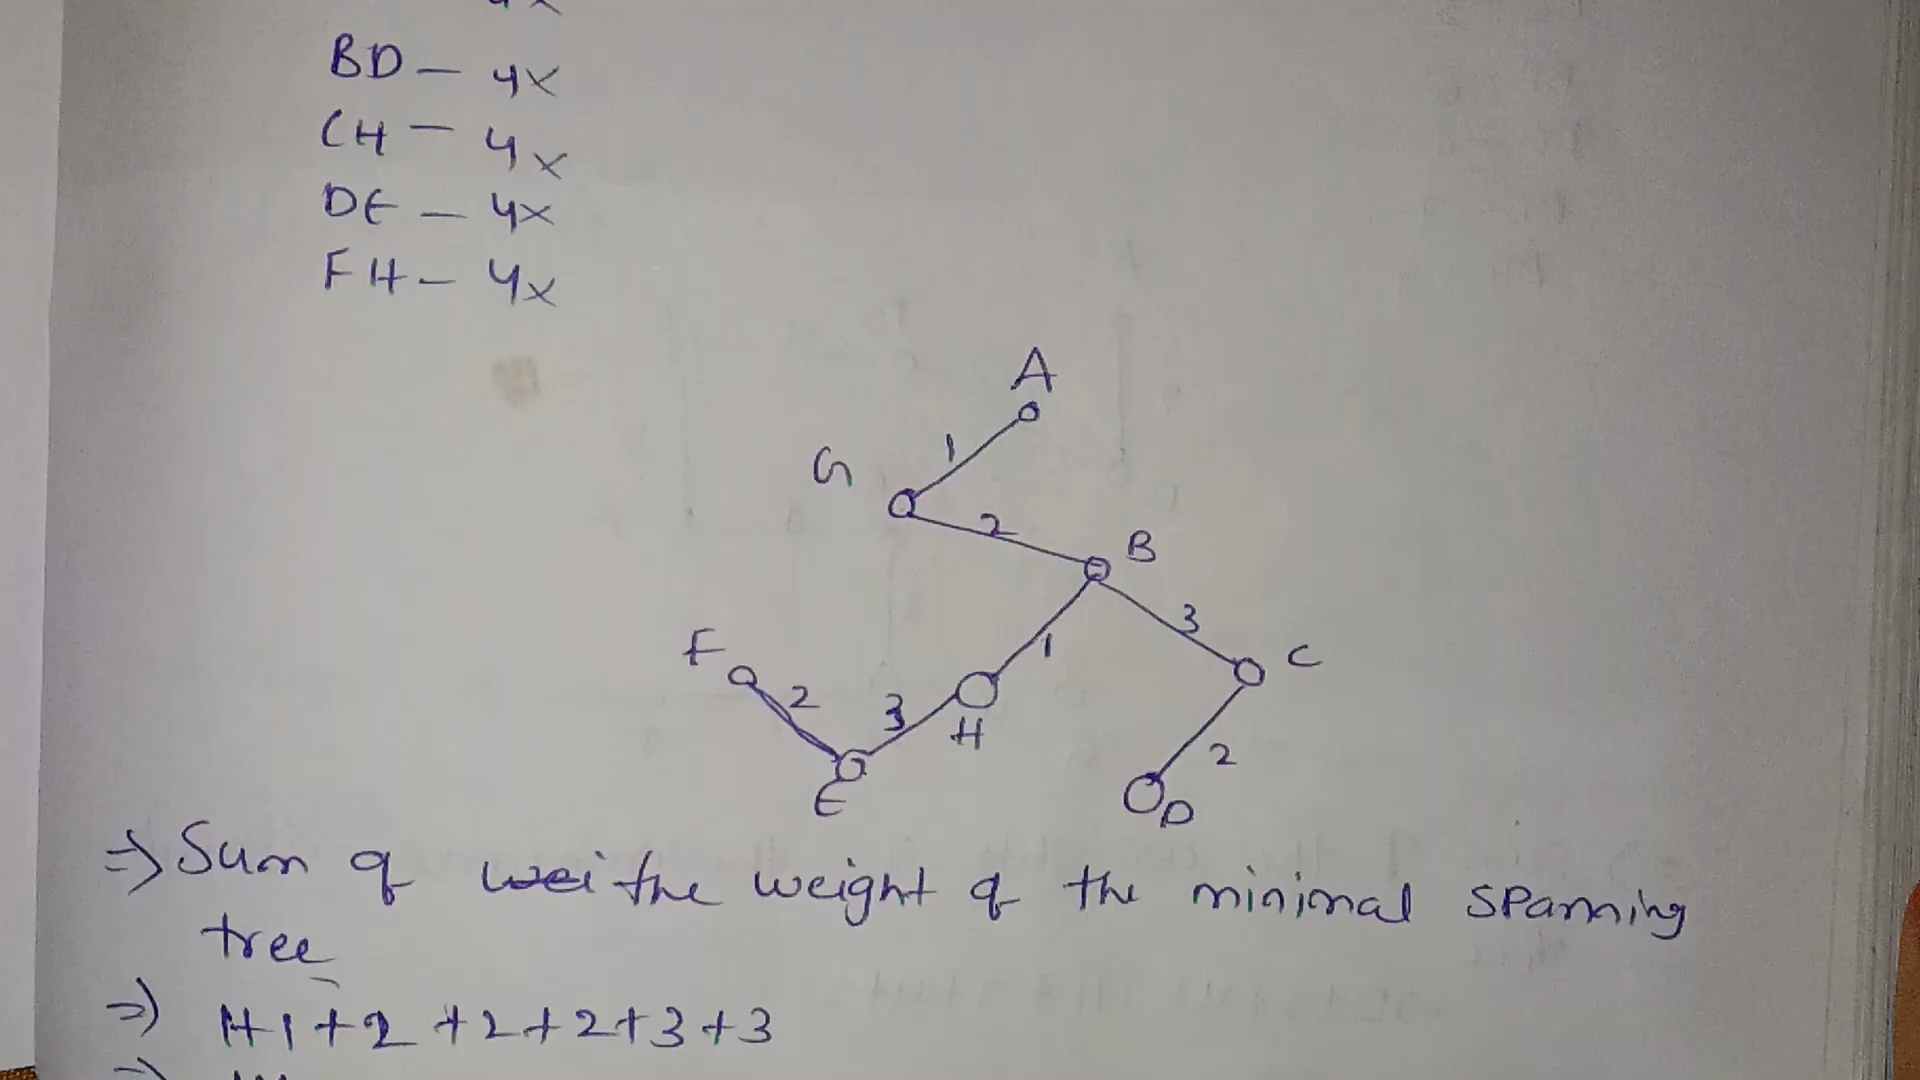 4x
BD - 4x
CH - 4x
DE - 4x
FH - 4x
A
1
G
2
B
3
F
C
1
2
3
H
2
E
D
=> Sum of wei the weight of the minimal spanning
tree
=> 1+1+2+2+2+3+3
=>